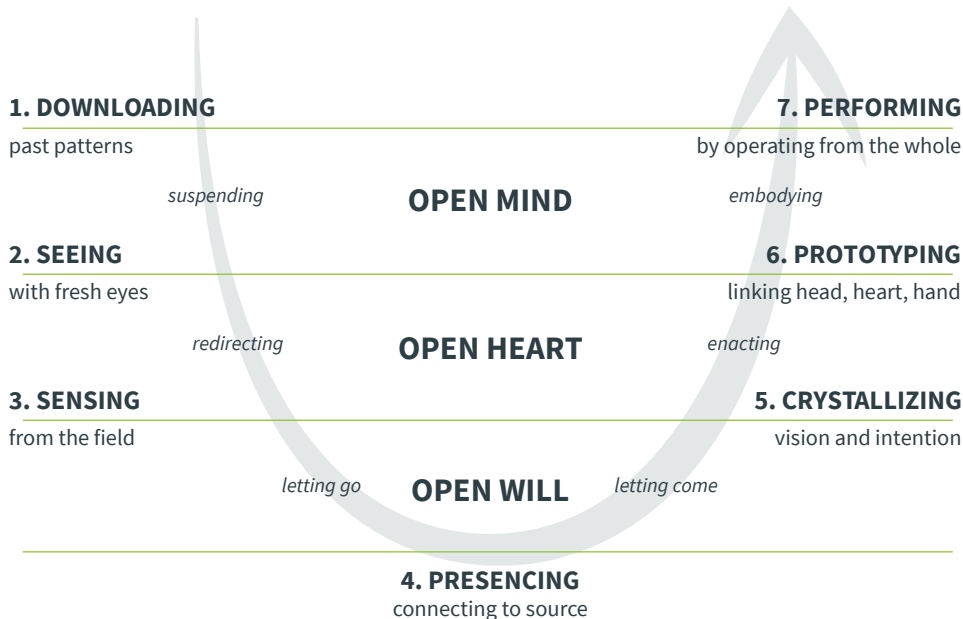 1. DOWNLOADING
past patterns
7. PERFORMING
by operating from the whole
suspending
OPEN MIND
embodying
2. SEEING
with fresh eyes
6. PROTOTYPING
linking head, heart, hand
redirecting
OPEN HEART
enacting
3. SENSING
from the field
5. CRYSTALLIZING
vision and intention
letting go
OPEN WILL
letting come
4. PRESENCING
connecting to source